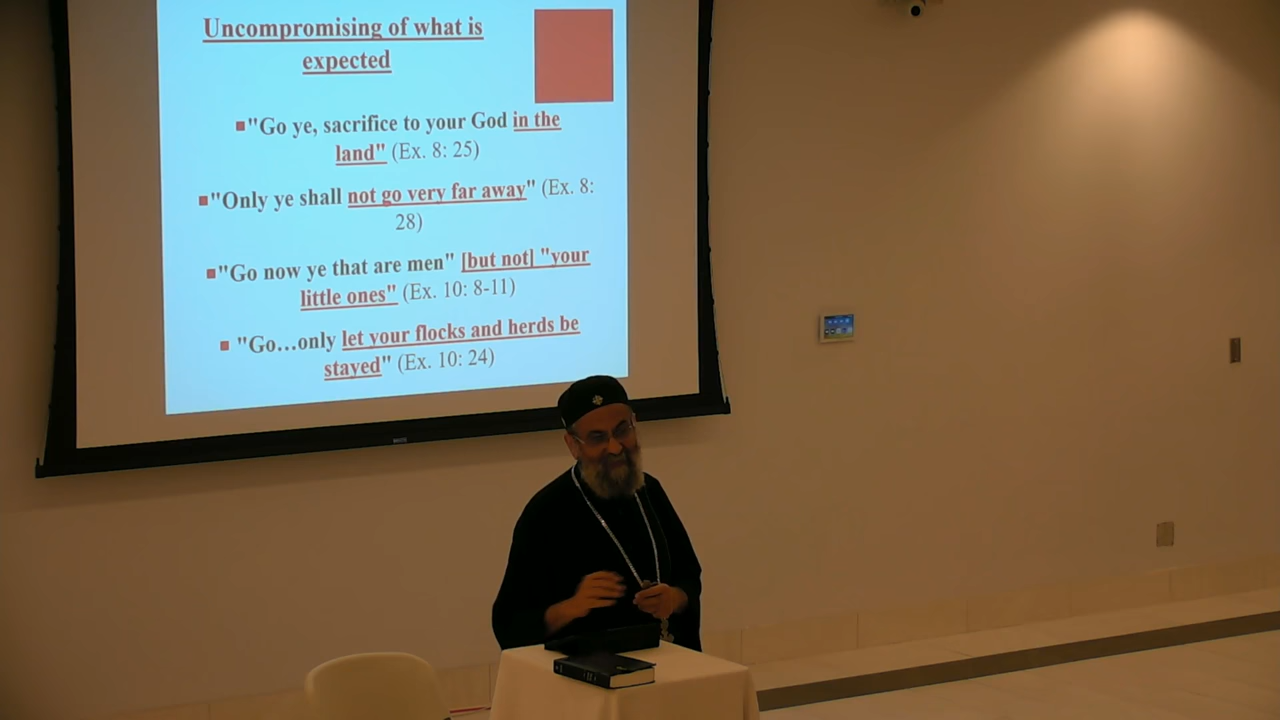 Uncompromising of what is
expected
▪"Go ye, sacrifice to your God in the
land" (Ex. 8: 25)
▪"Only ye shall not go very far away" (Ex. 8:
28)
▪"Go now ye that are men" [but not] "your
little ones" (Ex. 10: 8-11)
▪ "Go…only let your flocks and herds be
stayed" (Ex. 10: 24)